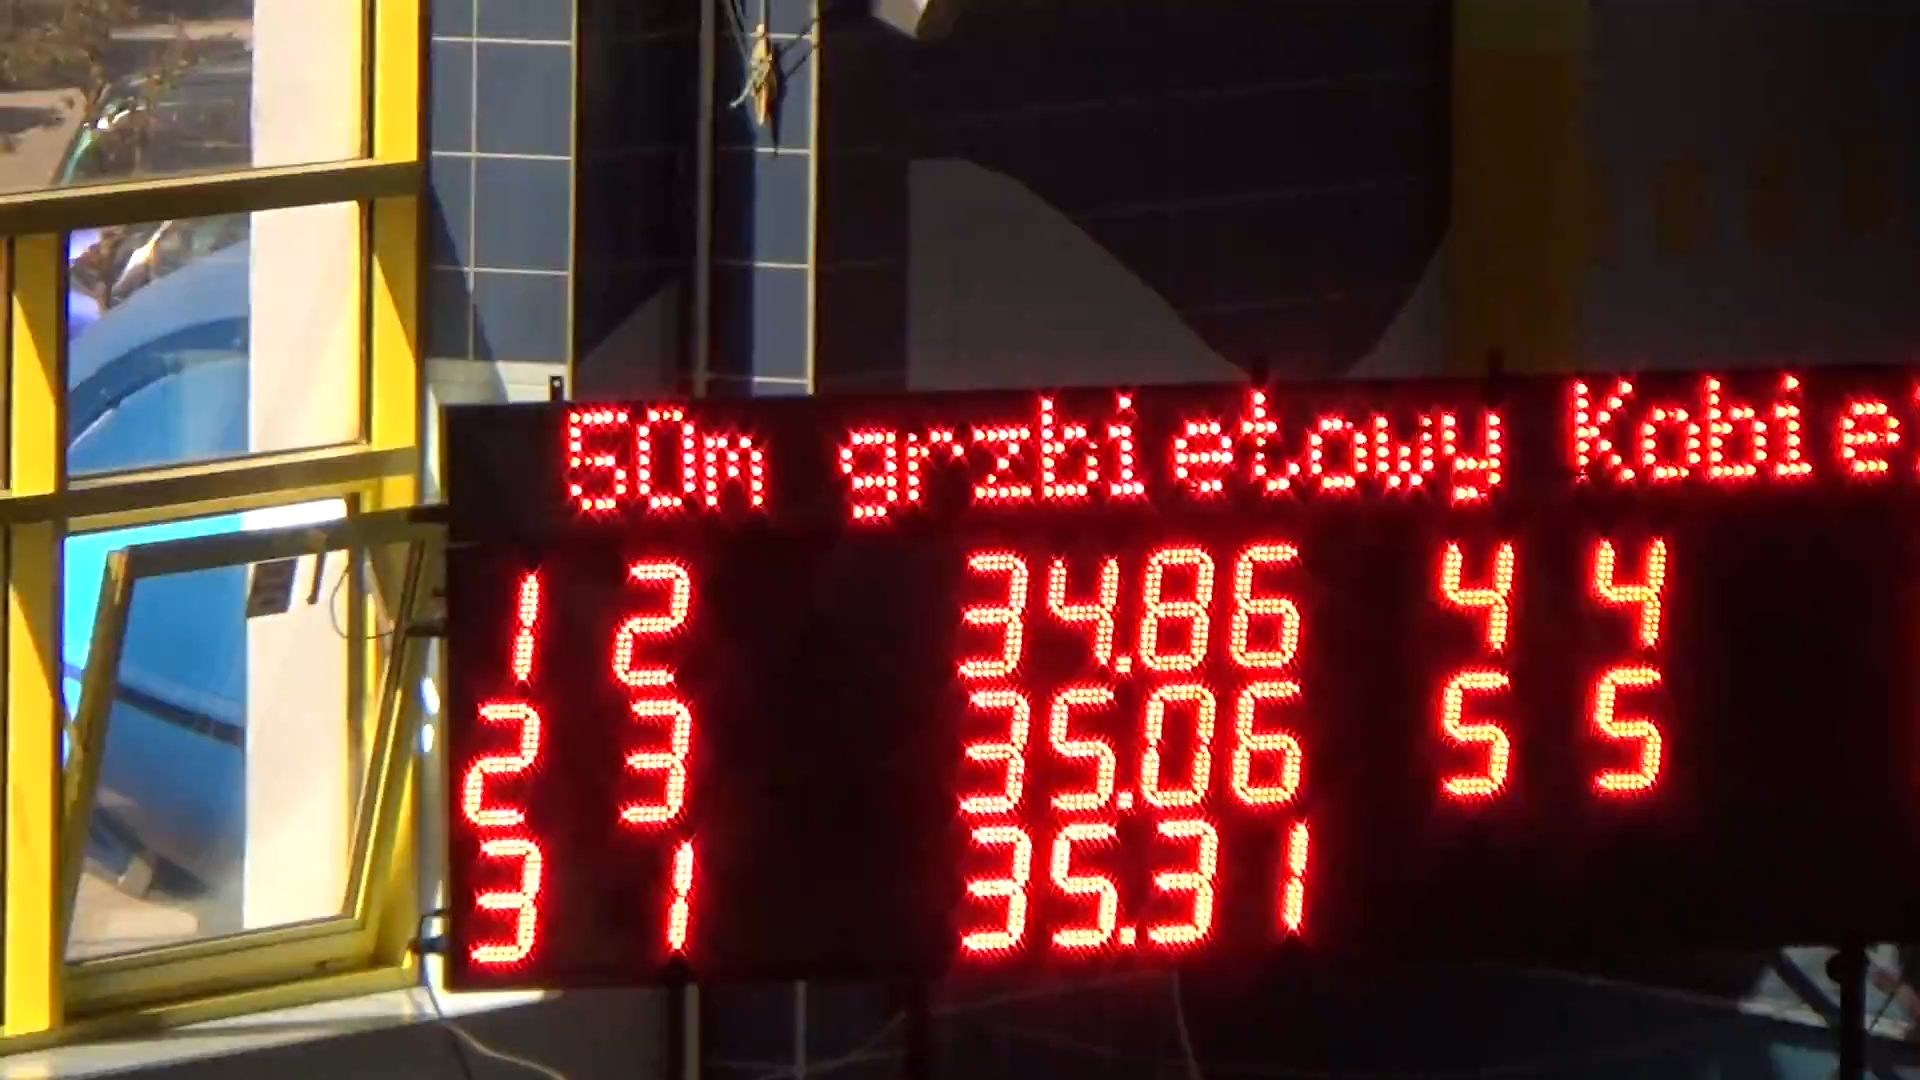 50m grzbietowy Kobie
1 2 34.86 4 4
2 3 35.06 5 5
3 1 35.31